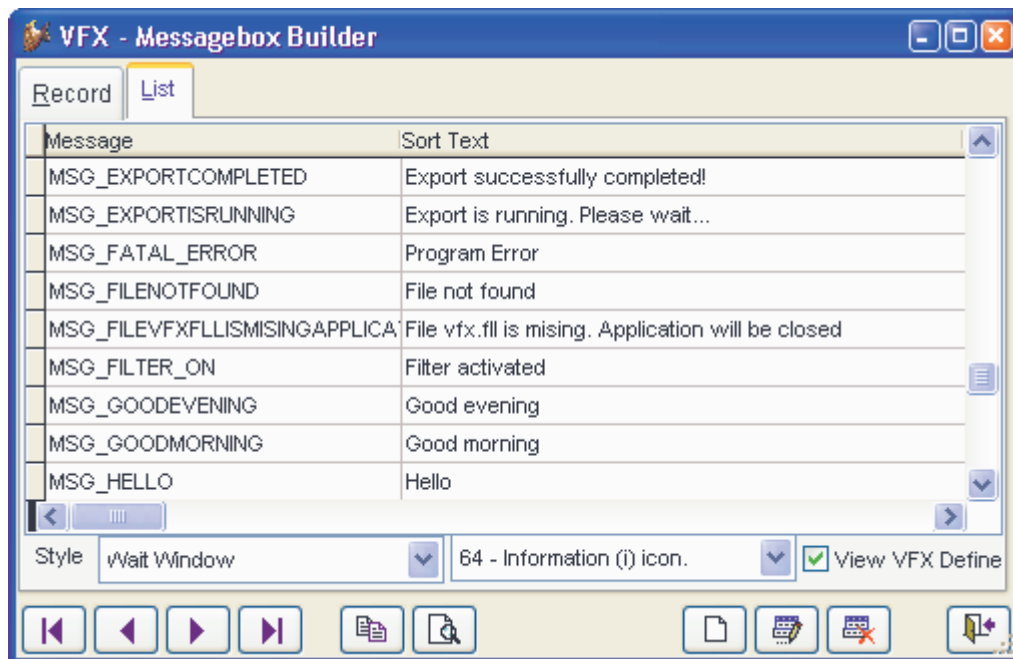 VFX - Messagebox Builder
Record List
Message Sort Text
MSG_EXPORTCOMPLETED Export successfully completed!
MSG_EXPORTISRUNNING Export is running. Please wait...
MSG_FATAL_ERROR Program Error
MSG_FILENOTFOUND File not found
MSG_FILEVFXFLLISMISINGAPPLICA File vfx.fll is mising. Application will be closed
MSG_FILTER_ON Filter activated
MSG_GOODEVENING Good evening
MSG_GOODMORNING Good morning
MSG_HELLO Hello
Style Wait Window 64 - Information (i) icon. View VFX Define